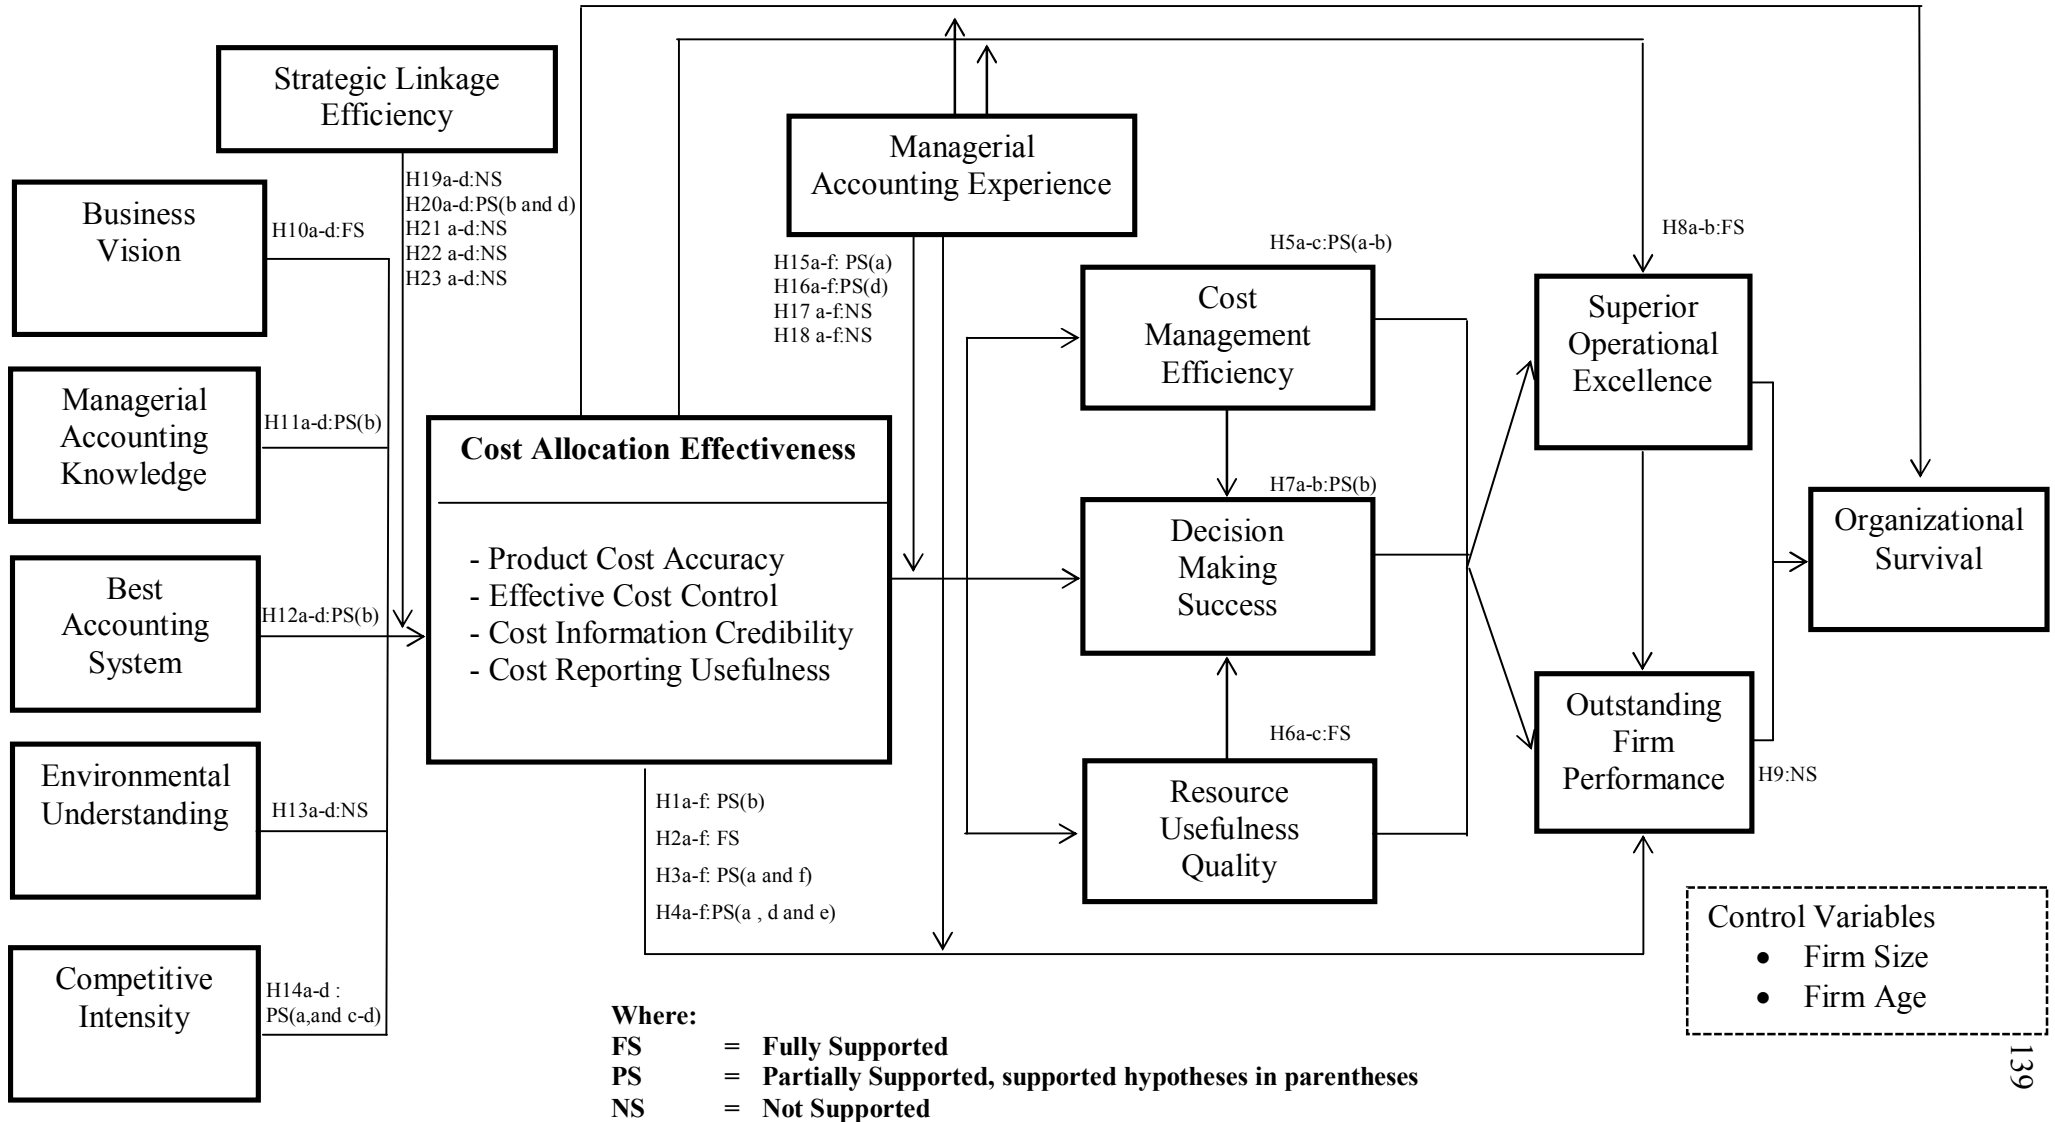 Strategic Linkage
Efficiency
H19a-d:NS
H20a-d:PS(b and d)
H21 a-d:NS
H22 a-d:NS
H23 a-d:NS
Business
Vision
H10a-d:FS
Managerial
Accounting
Knowledge
H11a-d:PS(b)
Best
Accounting
System
H12a-d:PS(b)
Environmental
Understanding
H13a-d:NS
Competitive
Intensity
H14a-d :
PS(a,and c-d)
Cost Allocation Effectiveness
- Product Cost Accuracy
- Effective Cost Control
- Cost Information Credibility
- Cost Reporting Usefulness
H1a-f: PS(b)
H2a-f: FS
H3a-f: PS(a and f)
H4a-f:PS(a , d and e)
Managerial
Accounting Experience
H15a-f: PS(a)
H16a-f:PS(d)
H17 a-f:NS
H18 a-f:NS
H5a-c:PS(a-b)
Cost
Management
Efficiency
H7a-b:PS(b)
Decision
Making
Success
H6a-c:FS
Resource
Usefulness
Quality
H8a-b:FS
Superior
Operational
Excellence
Outstanding
Firm
Performance
H9:NS
Organizational
Survival
Control Variables
• Firm Size
• Firm Age
Where:
FS = Fully Supported
PS = Partially Supported, supported hypotheses in parentheses
NS = Not Supported
139